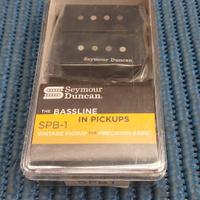 Seymour Duncan
Seymour
Duncan.
THE BASSLINE IN PICKUPS
SPB-1
VINTAGE PICKUP FOR PRECISION BASS